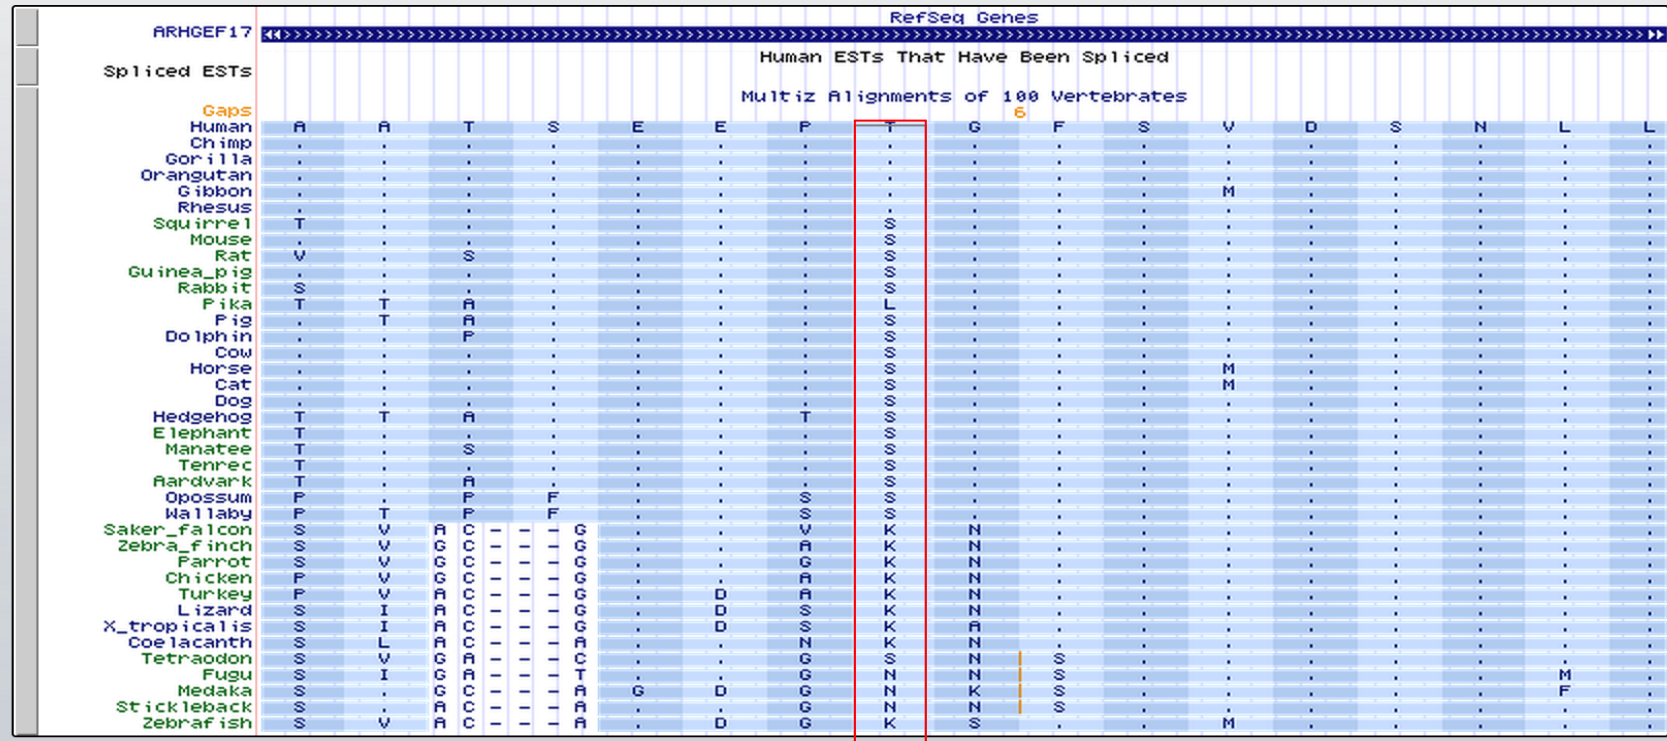 RefSeq Genes
ARHGEF17
Human ESTs That Have Been Spliced
Spliced ESTs
Multiz Alignments of 100 Vertebrates
Gaps 6
Human A A T S E E P T G F S V D S N L L
Chimp . . . . . . . . . . . . . . . . .
Gorilla . . . . . . . . . . . . . . . . .
Orangutan . . . . . . . . . . . . . . . . .
Gibbon . . . . . . . . . . . M . . . . .
Rhesus . . . . . . . . . . . . . . . . .
Squirrel T . . . . . . S . . . . . . . . .
Mouse . . . . . . . S . . . . . . . . .
Rat V . S . . . . S . . . . . . . . .
Guinea_pig . . . . . . . S . . . . . . . . .
Rabbit S . . . . . . S . . . . . . . . .
Pika T T A . . . . L . . . . . . . . .
Pig . T A . . . . S . . . . . . . . .
Dolphin . . P . . . . S . . . . . . . . .
Cow . . . . . . . S . . . . . . . . .
Horse . . . . . . . S . . . M . . . . .
Cat . . . . . . . S . . . M . . . . .
Dog . . . . . . . S . . . . . . . . .
Hedgehog T T A . . . T S . . . . . . . . .
Elephant T . . . . . . S . . . . . . . . .
Manatee T . S . . . . S . . . . . . . . .
Tenrec T . . . . . . S . . . . . . . . .
Aardvark T . A . . . . S . . . . . . . . .
Opossum P . P F . . S S . . . . . . . . .
Wallaby P T P F . . S S . . . . . . . . .
Saker_falcon S V A C - - - G . . V K N . . . . . . . .
Zebra_finch S V G C - - - G . . A K N . . . . . . . .
Parrot S V G C - - - G . . G K N . . . . . . . .
Chicken P V G C - - - G . . A K N . . . . . . . .
Turkey P V A C - - - G . D A K N . . . . . . . .
Lizard S I A C - - - G . D S K N . . . . . . . .
X_tropicalis S I A C - - - G . D S K A . . . . . . . .
Coelacanth S L A C - - - A . . N K N . . . . . . . .
Tetraodon S V G A - - - C . . G S N S . . . . . . .
Fugu S I G A - - - T . . G N N S . . . . . M .
Medaka S . G C - - - A G D G N K S . . . . . F .
Stickleback S . A C - - - A . . G N N S . . . . . . .
Zebrafish S V A C - - - A . D G K S . . M . . . . .